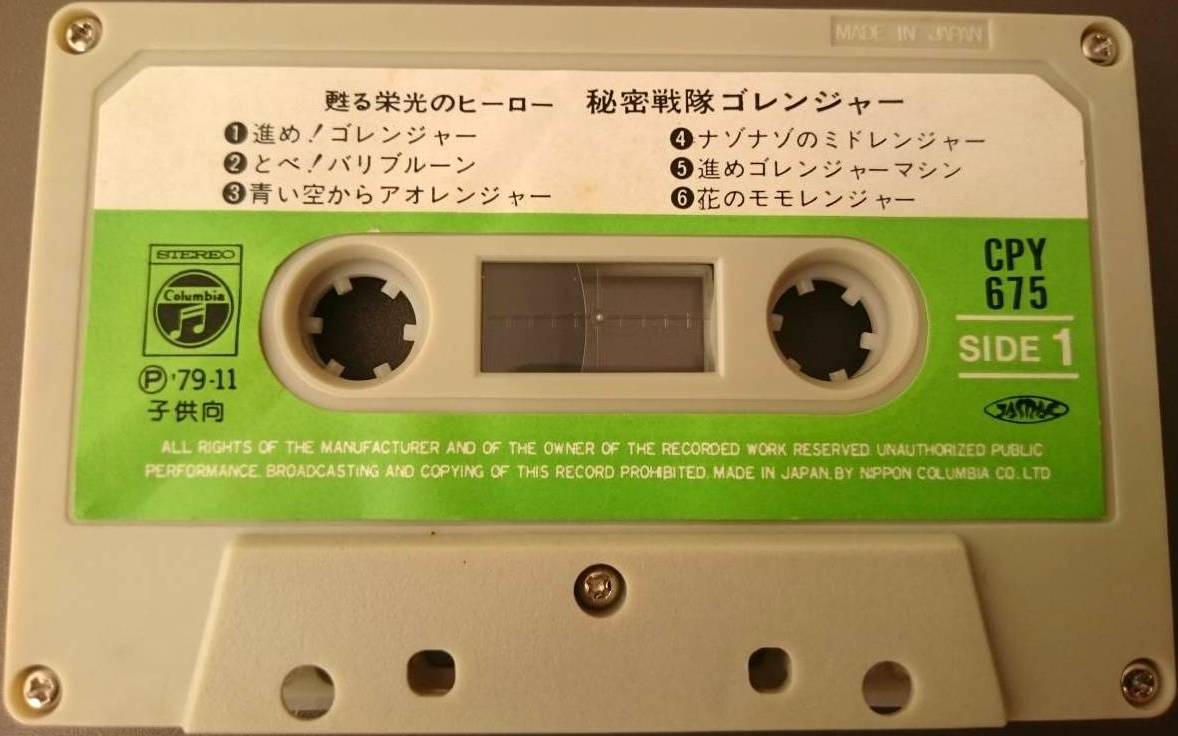 MADE IN JAPAN
甦る栄光のヒーロー 秘密戦隊ゴレンジャー
❶進め!ゴレンジャー
❷とべ!バリブルーン
❸青い空からアオレンジャー
❹ナゾナゾのミドレンジャー
❺進めゴレンジャーマシン
❻花のモモレンジャー
STEREO
Columbia
Ⓟ'79-11
子供向
CPY
675
SIDE 1
JASRAC
ALL RIGHTS OF THE MANUFACTURER AND OF THE OWNER OF THE RECORDED WORK RESERVED. UNAUTHORIZED PUBLIC
PERFORMANCE. BROADCASTING AND COPYING OF THIS RECORD PROHIBITED. MADE IN JAPAN. BY NIPPON COLUMBIA CO. LTD